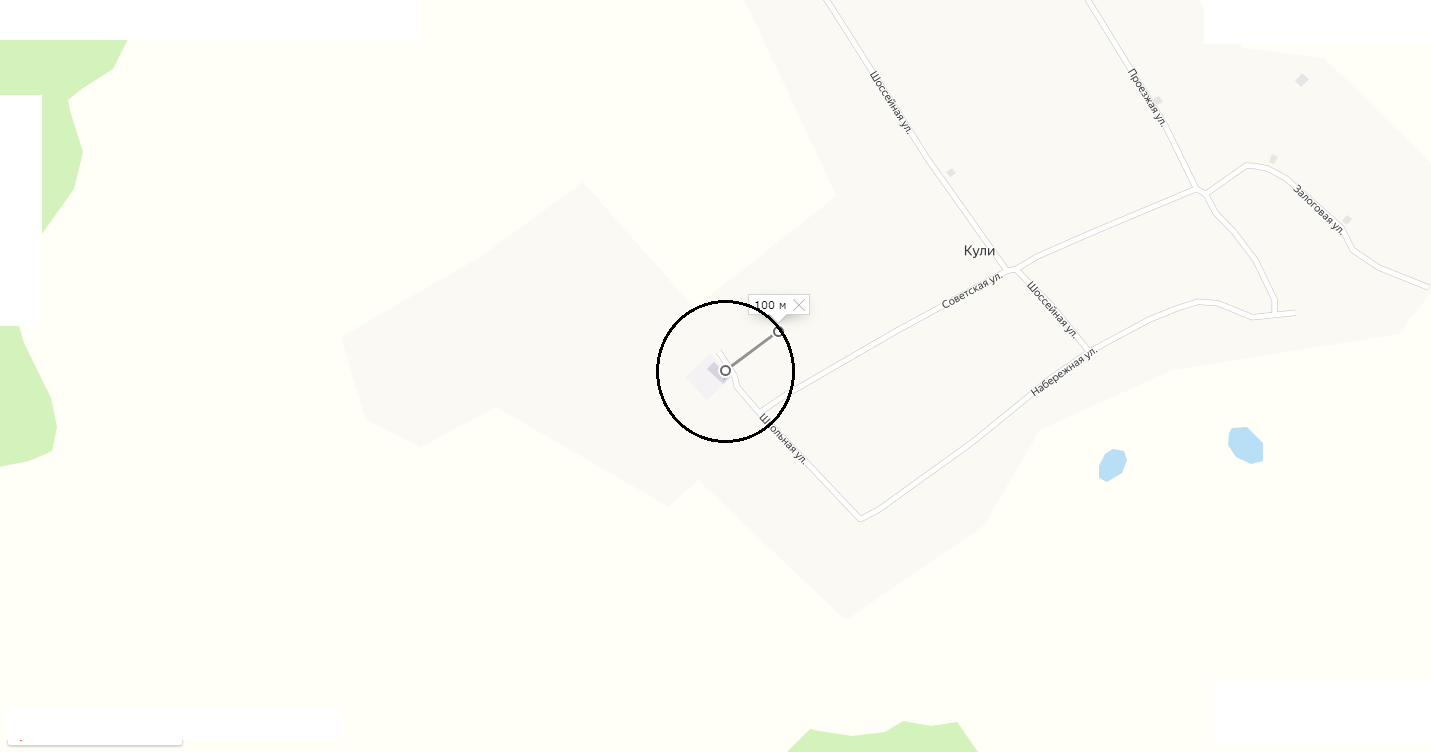 Шоссейная ул.
Проезжая ул.
Залоговая ул.
Кули
Советская ул.
Шоссейная ул.
100 м
Набережная ул.
Школьная ул.